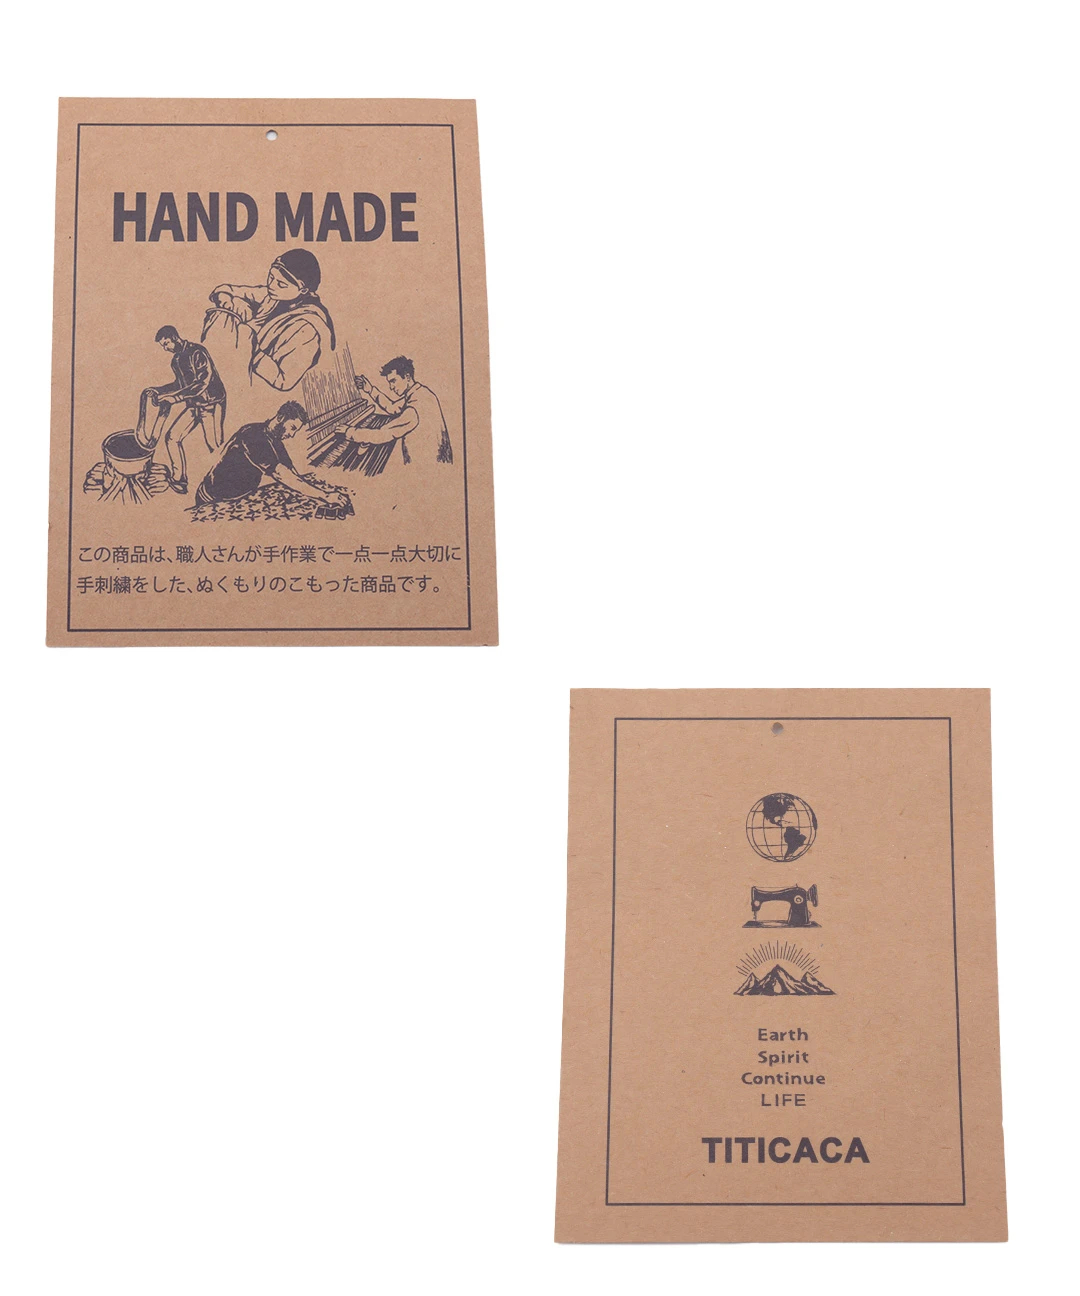 HAND MADE
この商品は、職人さんが手作業で一点一点大切に
手刺繍をした、ぬくもりのこもった商品です。
Earth
Spirit
Continue
LIFE
TITICACA